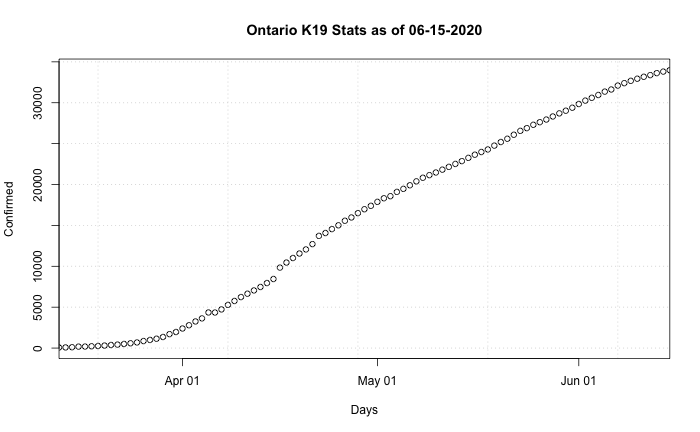 Ontario K19 Stats as of 06-15-2020
Confirmed
30000
20000
10000
5000
0
Apr 01
May 01
Jun 01
Days